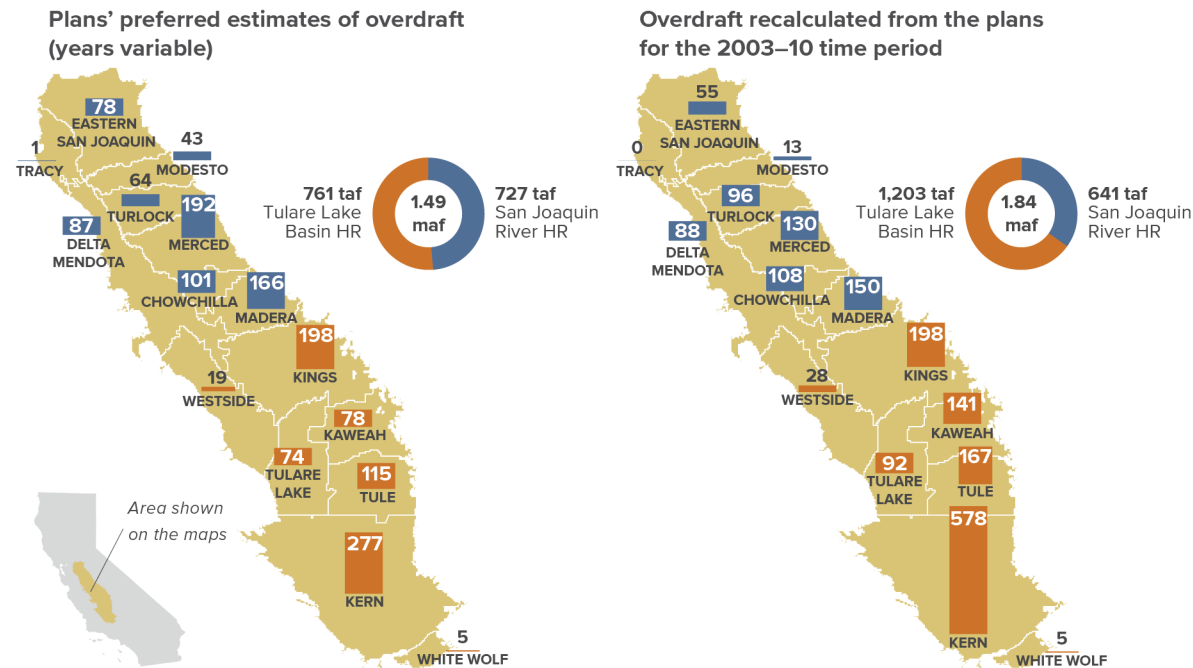 Plans’ preferred estimates of overdraft
(years variable)
78
EASTERN
SAN JOAQUIN
1
TRACY
43
MODESTO
64
TURLOCK
192
MERCED
87
DELTA
MENDOTA
101
CHOWCHILLA
166
MADERA
761 taf
Tulare Lake
Basin HR
1.49
maf
727 taf
San Joaquin
River HR
198
KINGS
19
WESTSIDE
78
KAWEAH
74
TULARE
LAKE
115
TULE
277
KERN
5
WHITE WOLF
Area shown
on the maps
Overdraft recalculated from the plans
for the 2003–10 time period
55
EASTERN
SAN JOAQUIN
0
TRACY
13
MODESTO
96
TURLOCK
130
MERCED
88
DELTA
MENDOTA
108
CHOWCHILLA
150
MADERA
1,203 taf
Tulare Lake
Basin HR
1.84
maf
641 taf
San Joaquin
River HR
198
KINGS
28
WESTSIDE
141
KAWEAH
92
TULARE
LAKE
167
TULE
578
KERN
5
WHITE WOLF